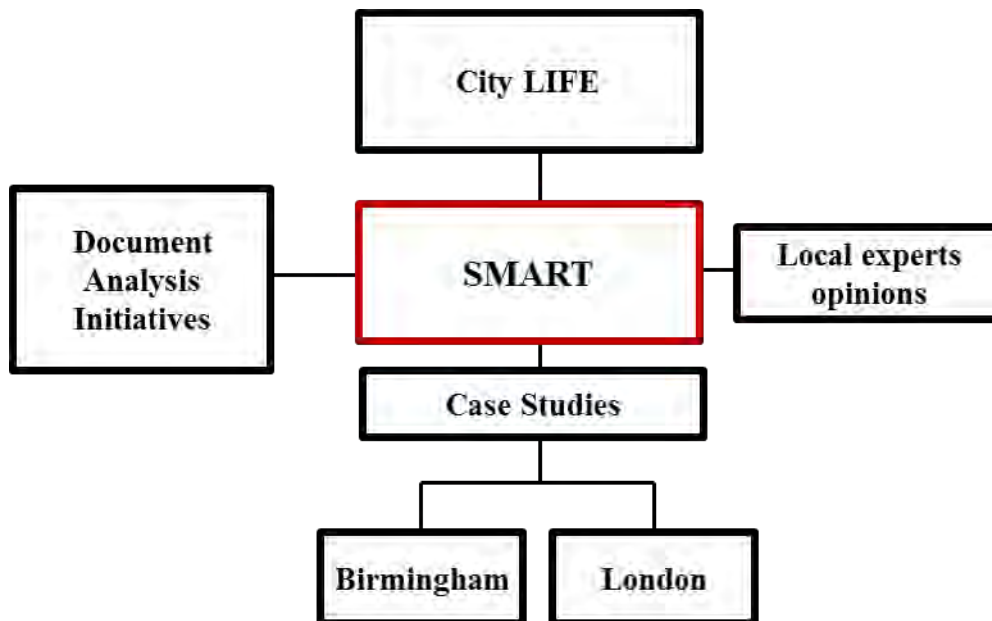 City LIFE
Document
Analysis
Initiatives
SMART
Local experts
opinions
Case Studies
Birmingham
London